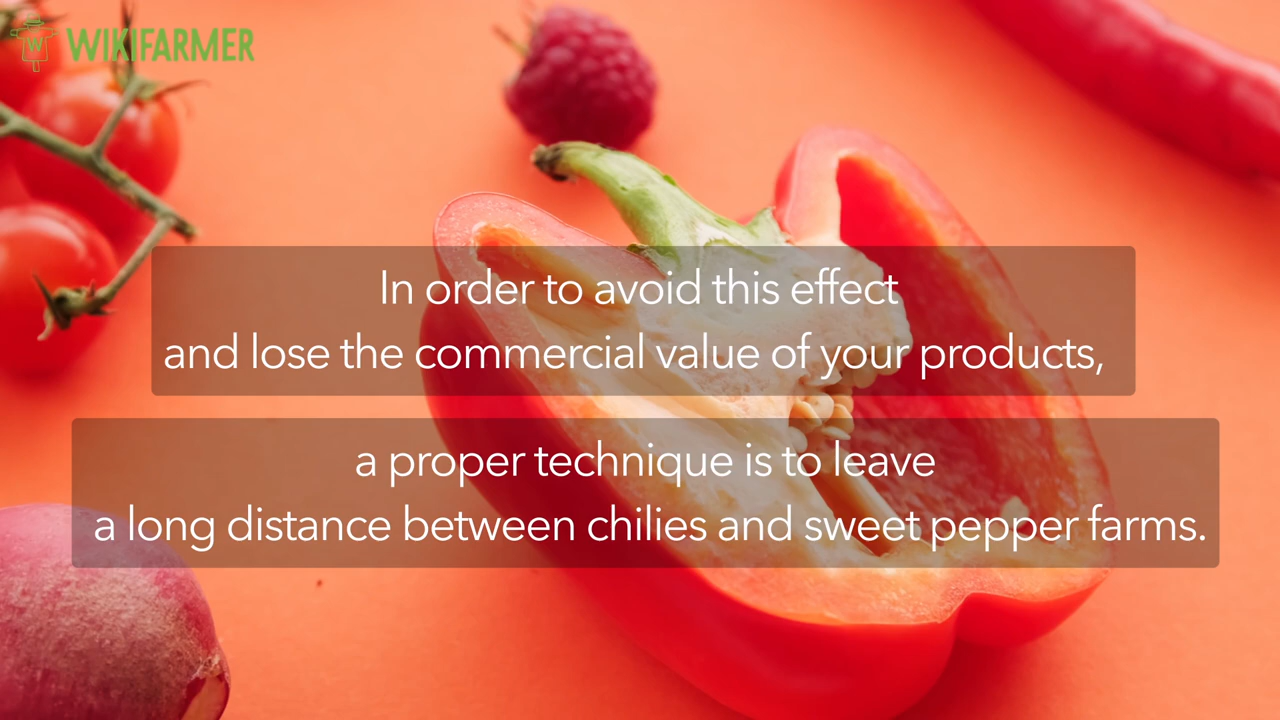 WIKIFARMER
In order to avoid this effect
and lose the commercial value of your products,
a proper technique is to leave
a long distance between chilies and sweet pepper farms.